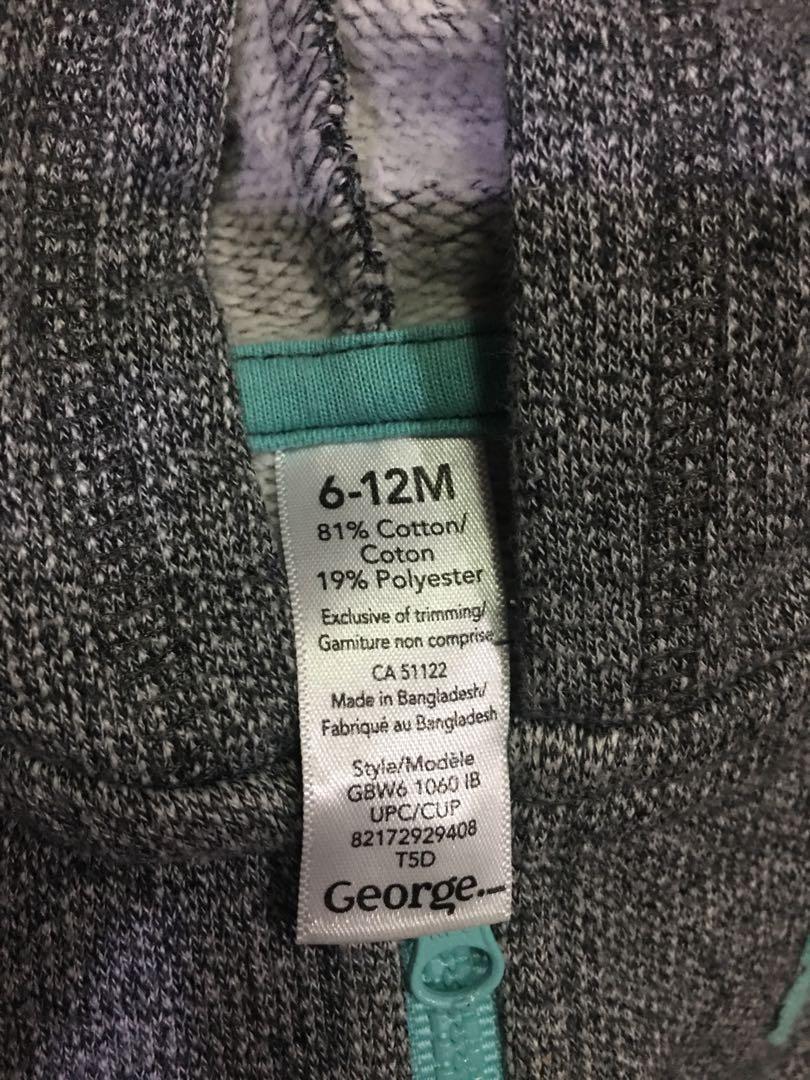 6-12M
81% Cotton/
Coton
19% Polyester
Exclusive of trimming/
Garniture non comprise
CA 51122
Made in Bangladesh/
Fabriqué au Bangladesh
Style/Modèle
GBW6 1060 IB
UPC/CUP
82172929408
T5D
George.